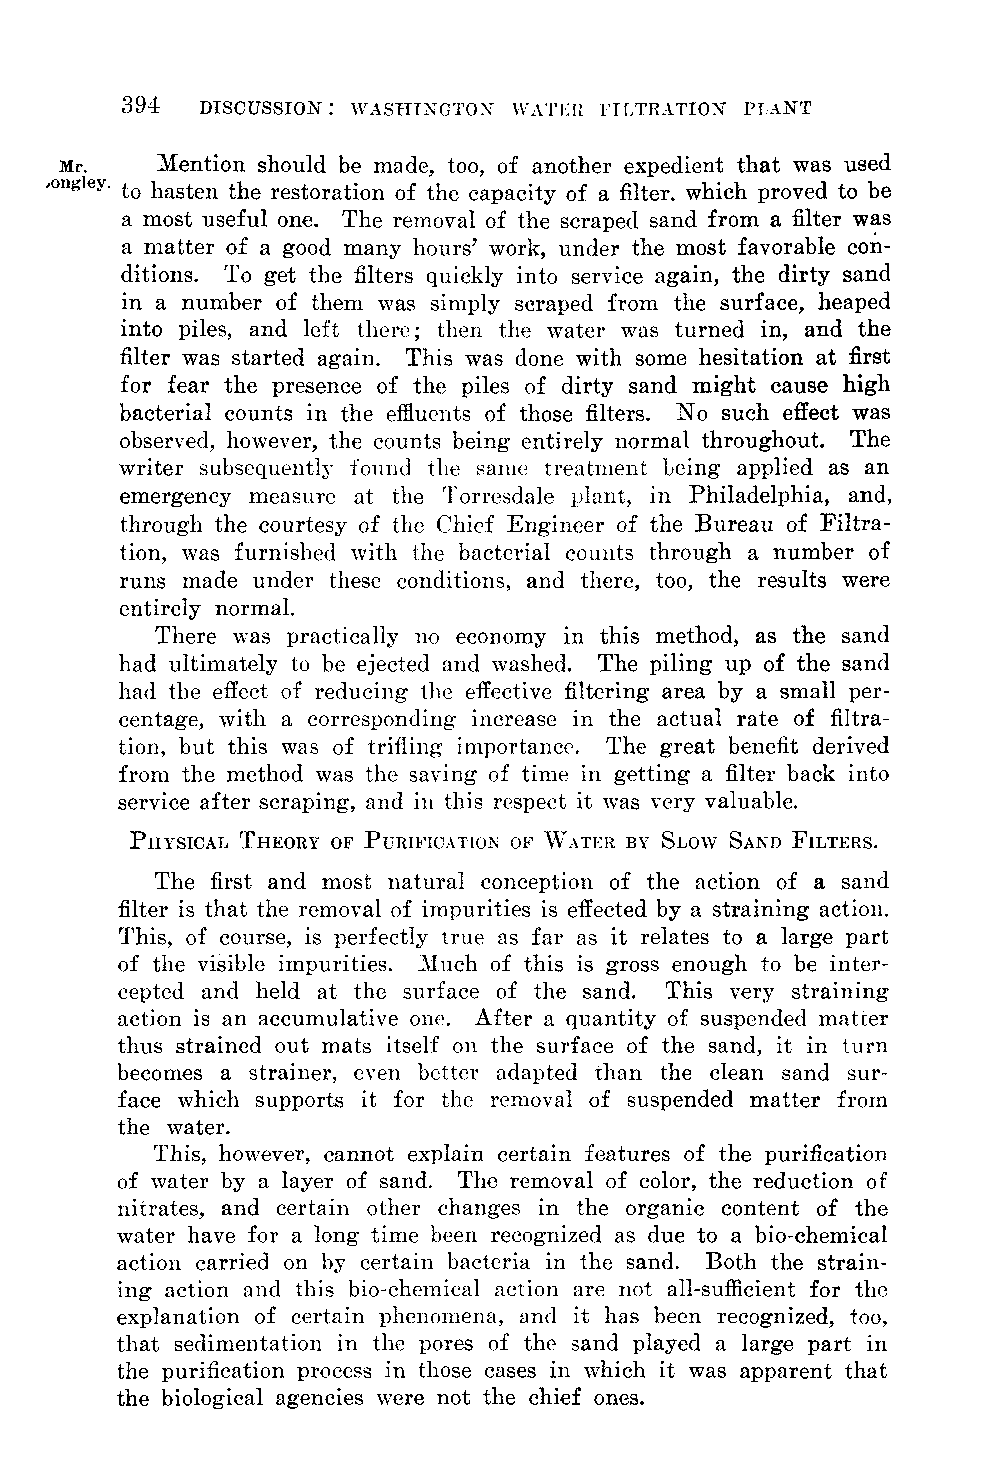 394 DISCUSSION: WASHINGTON WATER FILTRATION PLANT
Mr. Mention should be made, too, of another expedient that was used
ongley. to hasten the restoration of the capacity of a filter. which proved to be
a most useful one. The removal of the scraped sand from a filter was
a matter of a good many hours' work, under the most favorable con-
ditions. To get the filters quickly into service again, the dirty sand
in a number of them was simply scraped from the surface, heaped
into piles, and left there; then the water was turned in, and the
filter was started again. This was done with some hesitation at first
for fear the presence of the piles of dirty sand might cause high
bacterial counts in the effluents of those filters. No such effect was
observed, however, the counts being entirely normal throughout. The
writer subsequently found the same treatment being applied as an
emergency measure at the Torresdale plant, in Philadelphia, and,
through the courtesy of the Chief Engineer of the Bureau of Filtra-
tion, was furnished with the bacterial counts through a number of
runs made under these conditions, and there, too, the results were
entirely normal.
There was practically no economy in this method, as the sand
had ultimately to be ejected and washed. The piling up of the sand
had the effect of reducing the effective filtering area by a small per-
centage, with a corresponding increase in the actual rate of filtra-
tion, but this was of trifling importance. The great benefit derived
from the method was the saving of time in getting a filter back into
service after scraping, and in this respect it was very valuable.
PHYSICAL THEORY OF PURIFICATION OF WATER BY SLOW SAND FILTERS.
The first and most natural conception of the action of a sand
filter is that the removal of impurities is effected by a straining action.
This, of course, is perfectly true as far as it relates to a large part
of the visible impurities. Much of this is gross enough to be inter-
cepted and held at the surface of the sand. This very straining
action is an accumulative one. After a quantity of suspended matter
thus strained out mats itself on the surface of the sand, it in turn
becomes a strainer, even better adapted than the clean sand sur-
face which supports it for the removal of suspended matter from
the water.
This, however, cannot explain certain features of the purification
of water by a layer of sand. The removal of color, the reduction of
nitrates, and certain other changes in the organic content of the
water have for a long time been recognized as due to a bio-chemical
action carried on by certain bacteria in the sand. Both the strain-
ing action and this bio-chemical action are not all-sufficient for the
explanation of certain phenomena, and it has been recognized, too,
that sedimentation in the pores of the sand played a large part in
the purification process in those cases in which it was apparent that
the biological agencies were not the chief ones.